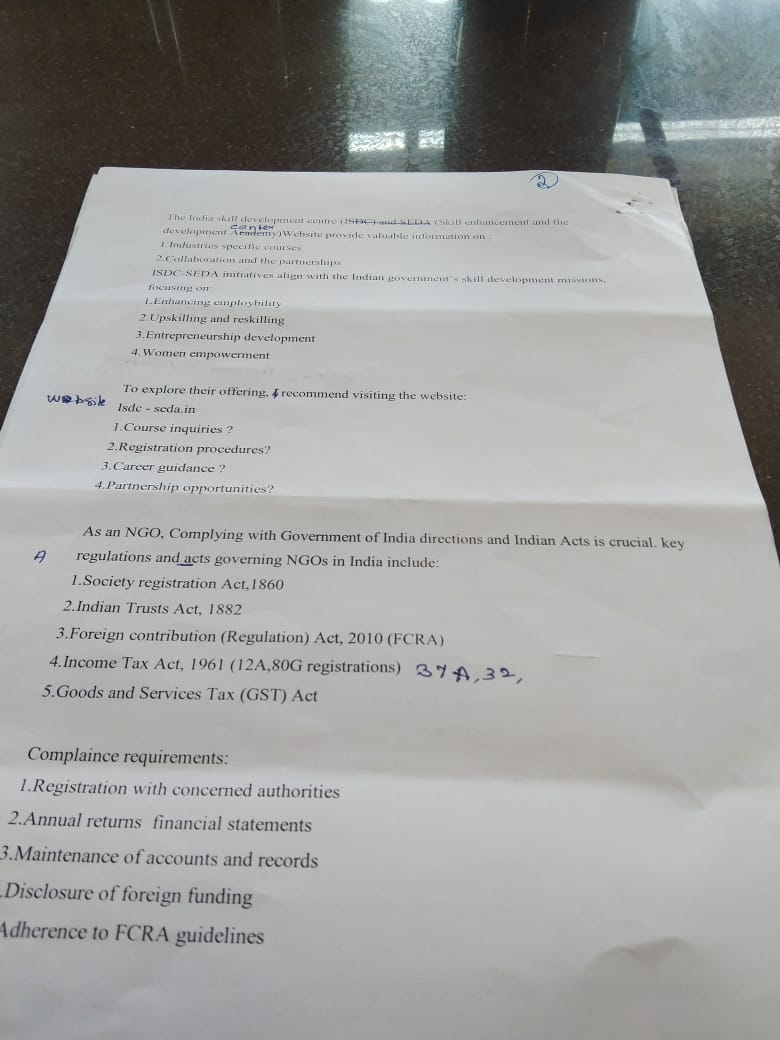 2
The India skill development centre (ISDC) and SEDA (Skill enhancement and the
center
development Academy)Website provide valuable information on :
1.Industries specific courses
2.Collaboration and the partnerships
ISDC-SEDA initiatives align with the Indian government's skill development missions,
focusing on:
1.Enhancing employbility
2.Upskilling and reskilling
3.Entrepreneurship development
4.Women empowerment
To explore their offering, I recommend visiting the website:
website Isdc - seda.in
1.Course inquiries ?
2.Registration procedures?
3.Career guidance ?
4.Partnership opportunities?
As an NGO, Complying with Government of India directions and Indian Acts is crucial. key
A regulations and acts governing NGOs in India include:
1.Society registration Act,1860
2.Indian Trusts Act, 1882
3.Foreign contribution (Regulation) Act, 2010 (FCRA)
4.Income Tax Act, 1961 (12A,80G registrations) 37A,32,
5.Goods and Services Tax (GST) Act
Complaince requirements:
1.Registration with concerned authorities
2.Annual returns financial statements
3.Maintenance of accounts and records
.Disclosure of foreign funding
Adherence to FCRA guidelines